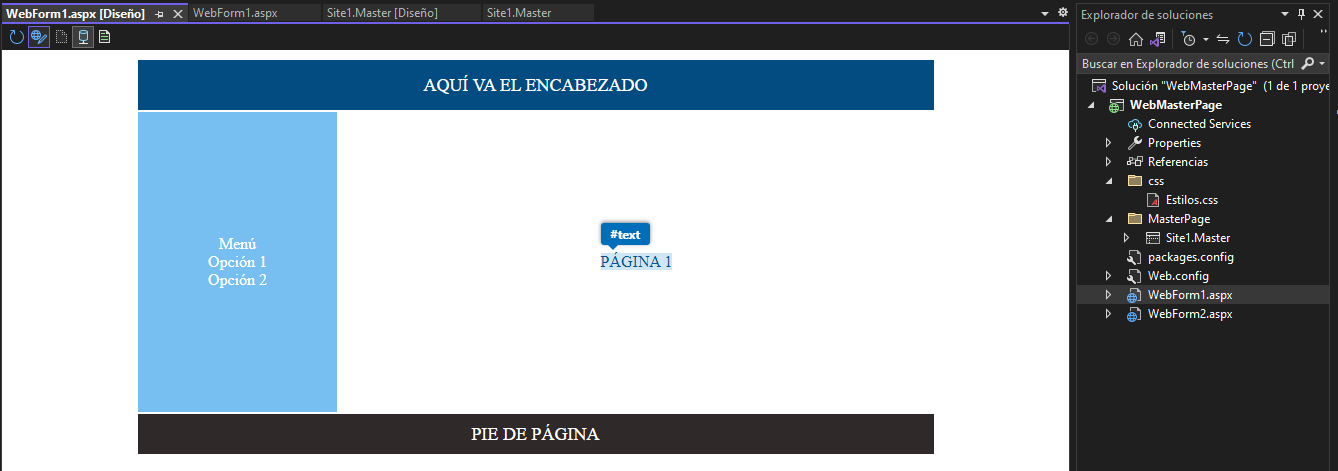 WebForm1.aspx [Diseño]
WebForm1.aspx
Site1.Master [Diseño]
Site1.Master
AQUÍ VA EL ENCABEZADO
Menú
Opción 1
Opción 2
#text
PÁGINA 1
PIE DE PÁGINA
Explorador de soluciones
Buscar en Explorador de soluciones (Ctrl
Solución "WebMasterPage" (1 de 1 proye
WebMasterPage
Connected Services
Properties
Referencias
css
Estilos.css
MasterPage
Site1.Master
packages.config
Web.config
WebForm1.aspx
WebForm2.aspx